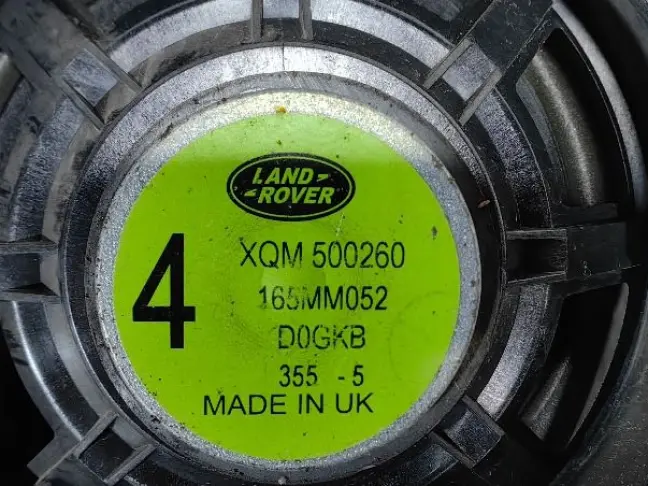 LAND
ROVER
4
XQM 500260
165MM052
D0GKB
355 -5
MADE IN UK